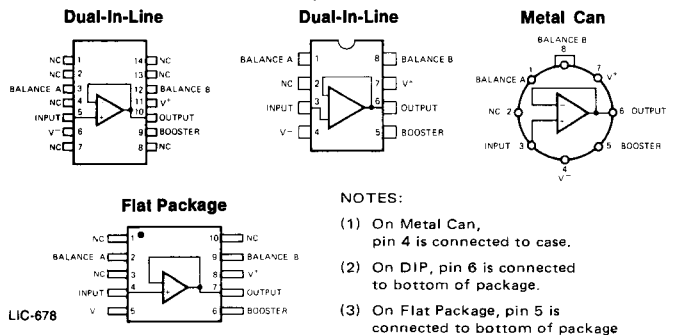 Dual-In-Line
NC 1
NC 2
BALANCE A 3
NC 4
INPUT 5
V− 6
NC 7
14 NC
13 NC
12 BALANCE B
11 V+
10 OUTPUT
9 BOOSTER
8 NC
Dual-In-Line
BALANCE A 1
NC 2
INPUT 3
V− 4
8 BALANCE B
7 V+
6 OUTPUT
5 BOOSTER
Metal Can
BALANCE B
8
BALANCE A 1
7 V+
NC 2
6 OUTPUT
INPUT 3
5 BOOSTER
4
V−
Flat Package
NC 1
BALANCE A 2
NC 3
INPUT 4
V 5
10 NC
9 BALANCE B
8 V+
7 OUTPUT
6 BOOSTER
LIC-678
NOTES:
(1) On Metal Can,
pin 4 is connected to case.
(2) On DIP, pin 6 is connected
to bottom of package.
(3) On Flat Package, pin 5 is
connected to bottom of package